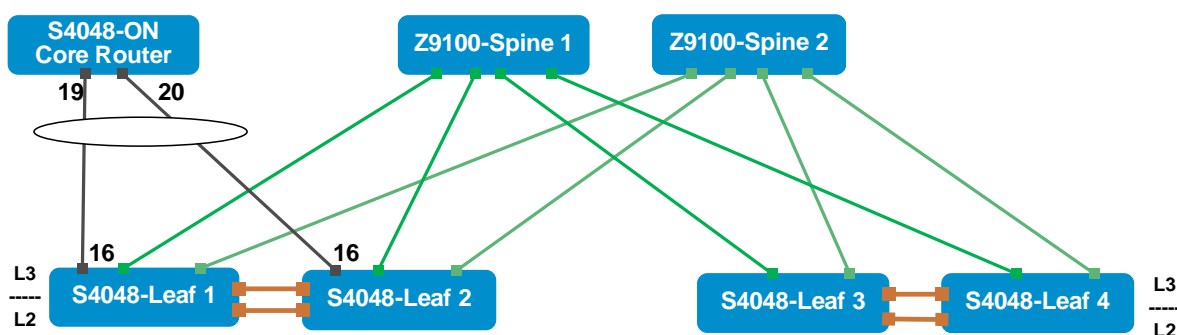 S4048-ON
Core Router
Z9100-Spine 1
Z9100-Spine 2
19
20
16
16
L3
-----
L2
S4048-Leaf 1
S4048-Leaf 2
S4048-Leaf 3
S4048-Leaf 4
L3
-----
L2